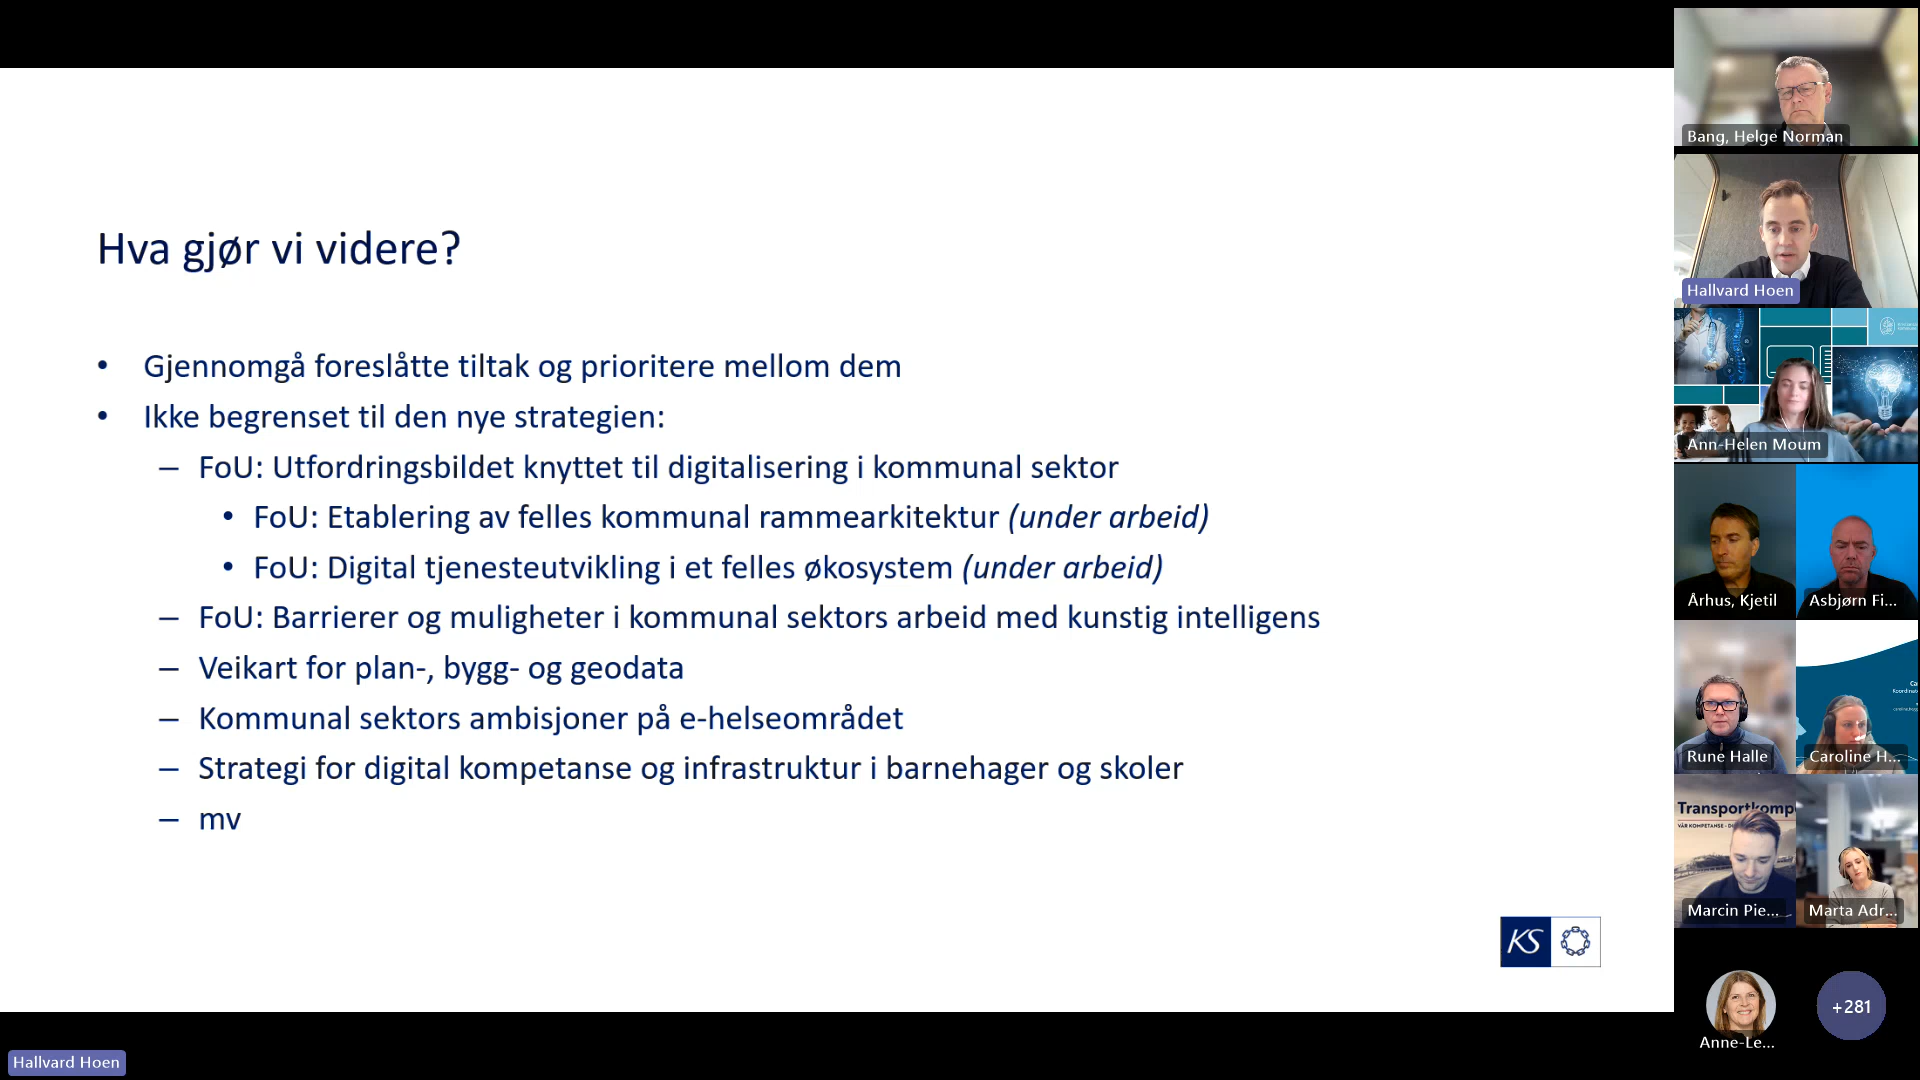 Hva gjør vi videre?
• Gjennomgå foreslåtte tiltak og prioritere mellom dem
• Ikke begrenset til den nye strategien:
– FoU: Utfordringsbildet knyttet til digitalisering i kommunal sektor
• FoU: Etablering av felles kommunal rammearkitektur (under arbeid)
• FoU: Digital tjenesteutvikling i et felles økosystem (under arbeid)
– FoU: Barrierer og muligheter i kommunal sektors arbeid med kunstig intelligens
– Veikart for plan-, bygg- og geodata
– Kommunal sektors ambisjoner på e-helseområdet
– Strategi for digital kompetanse og infrastruktur i barnehager og skoler
– mv
KS
Hallvard Hoen
Bang, Helge Norman
Hallvard Hoen
Ann-Helen Moum
Århus, Kjetil
Asbjørn Fi...
Rune Halle
Caroline H...
Transportkomp
Marcin Pie...
Marta Adr...
Anne-Le...
+281